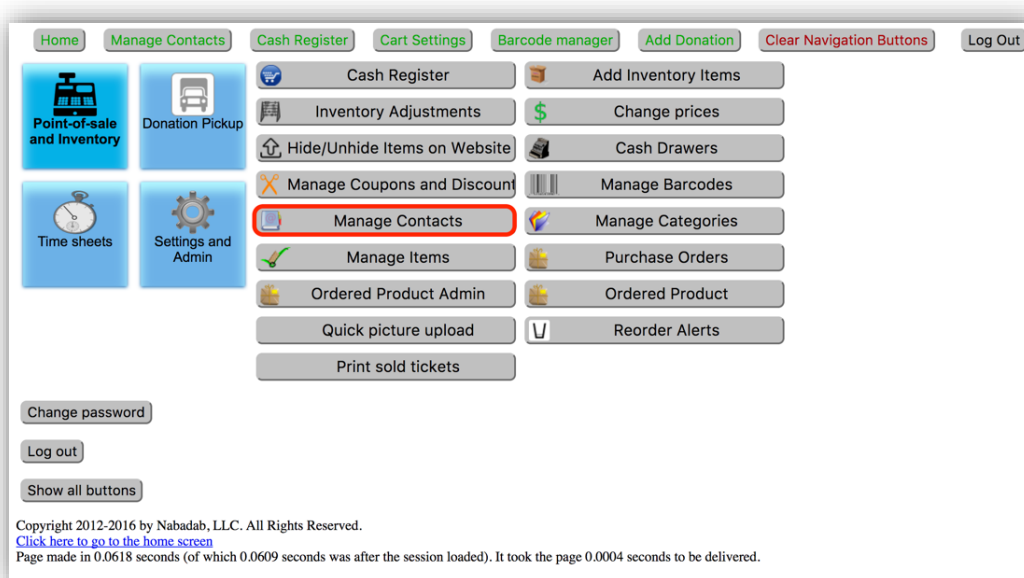 Home
Manage Contacts
Cash Register
Cart Settings
Barcode manager
Add Donation
Clear Navigation Buttons
Log Out
Point-of-sale
and Inventory
Donation Pickup
Time sheets
Settings and
Admin
Cash Register
Add Inventory Items
Inventory Adjustments
Change prices
Hide/Unhide Items on Website
Cash Drawers
Manage Coupons and Discount
Manage Barcodes
Manage Contacts
Manage Categories
Manage Items
Purchase Orders
Ordered Product Admin
Ordered Product
Quick picture upload
Reorder Alerts
Print sold tickets
Change password
Log out
Show all buttons
Copyright 2012-2016 by Nabadab, LLC. All Rights Reserved.
Click here to go to the home screen
Page made in 0.0618 seconds (of which 0.0609 seconds was after the session loaded). It took the page 0.0004 seconds to be delivered.